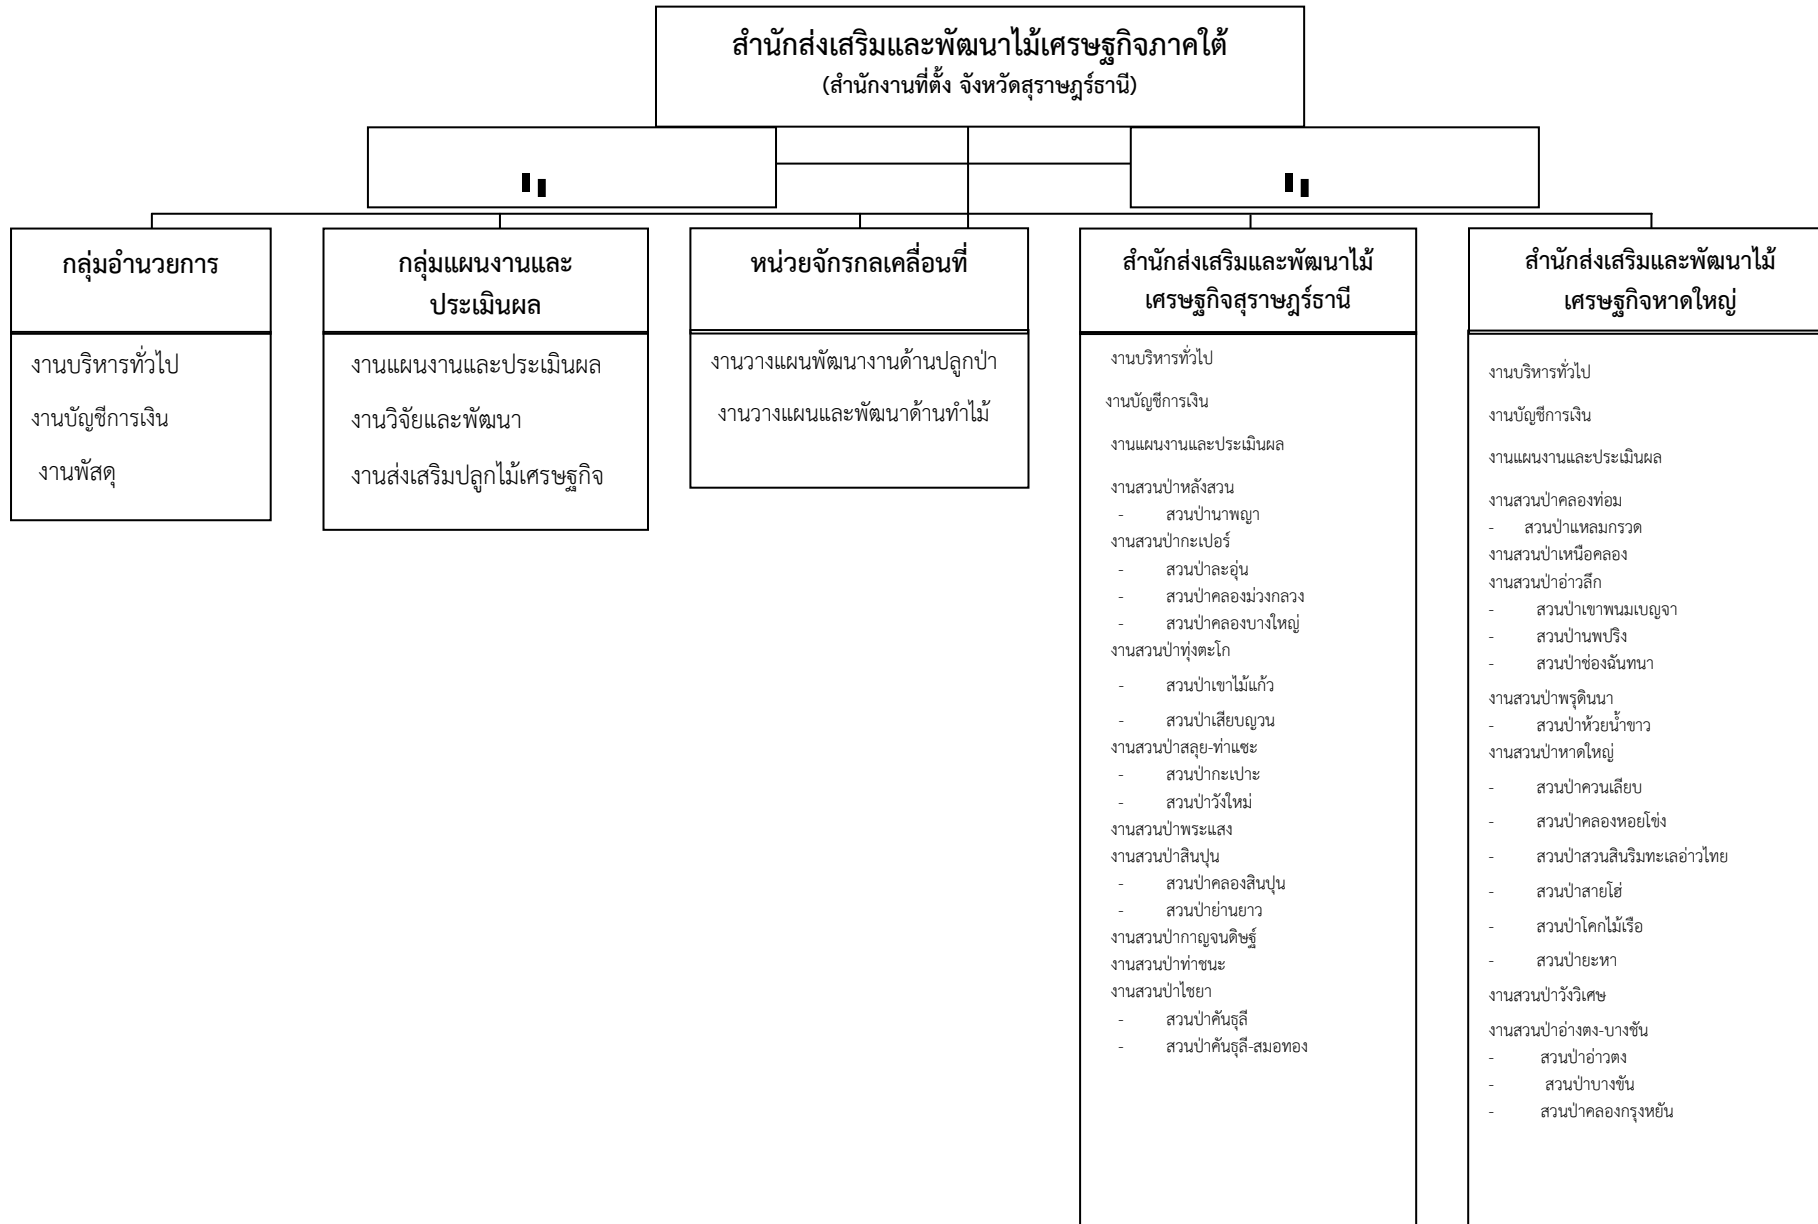 สำนักส่งเสริมและพัฒนาไม้เศรษฐกิจภาคใต้
(สำนักงานที่ตั้ง จังหวัดสุราษฎร์ธานี)
กลุ่มอำนวยการ
งานบริหารทั่วไป
งานบัญชีการเงิน
งานพัสดุ
กลุ่มแผนงานและ
ประเมินผล
งานแผนงานและประเมินผล
งานวิจัยและพัฒนา
งานส่งเสริมปลูกไม้เศรษฐกิจ
หน่วยจักรกลเคลื่อนที่
งานวางแผนพัฒนางานด้านปลูกป่า
งานวางแผนและพัฒนาด้านทำไม้
สำนักส่งเสริมและพัฒนาไม้
เศรษฐกิจสุราษฎร์ธานี
งานบริหารทั่วไป
งานบัญชีการเงิน
งานแผนงานและประเมินผล
งานสวนป่าหลังสวน
- สวนป่านาพญา
งานสวนป่ากะเปอร์
- สวนป่าละอุ่น
- สวนป่าคลองม่วงกลวง
- สวนป่าคลองบางใหญ่
งานสวนป่าทุ่งตะโก
- สวนป่าเขาไม้แก้ว
- สวนป่าเสียบญวน
งานสวนป่าสลุย-ท่าแซะ
- สวนป่ากะเปาะ
- สวนป่าวังใหม่
งานสวนป่าพระแสง
งานสวนป่าสินปุน
- สวนป่าคลองสินปุน
- สวนป่าย่านยาว
งานสวนป่ากาญจนดิษฐ์
งานสวนป่าท่าชนะ
งานสวนป่าไชยา
- สวนป่าคันธุลี
- สวนป่าคันธุลี-สมอทอง
สำนักส่งเสริมและพัฒนาไม้
เศรษฐกิจหาดใหญ่
งานบริหารทั่วไป
งานบัญชีการเงิน
งานแผนงานและประเมินผล
งานสวนป่าคลองท่อม
- สวนป่าแหลมกรวด
งานสวนป่าเหนือคลอง
งานสวนป่าอ่าวลึก
- สวนป่าเขาพนมเบญจา
- สวนป่านพปริง
- สวนป่าช่องฉันทนา
งานสวนป่าพรุดินนา
- สวนป่าห้วยน้ำขาว
งานสวนป่าหาดใหญ่
- สวนป่าควนเลียบ
- สวนป่าคลองหอยโข่ง
- สวนป่าสวนสินริมทะเลอ่าวไทย
- สวนป่าสายโฮ่
- สวนป่าโคกไม้เรือ
- สวนป่ายะหา
งานสวนป่าวังวิเศษ
งานสวนป่าอ่างตง-บางชัน
- สวนป่าอ่าวตง
- สวนป่าบางขัน
- สวนป่าคลองกรุงหยัน